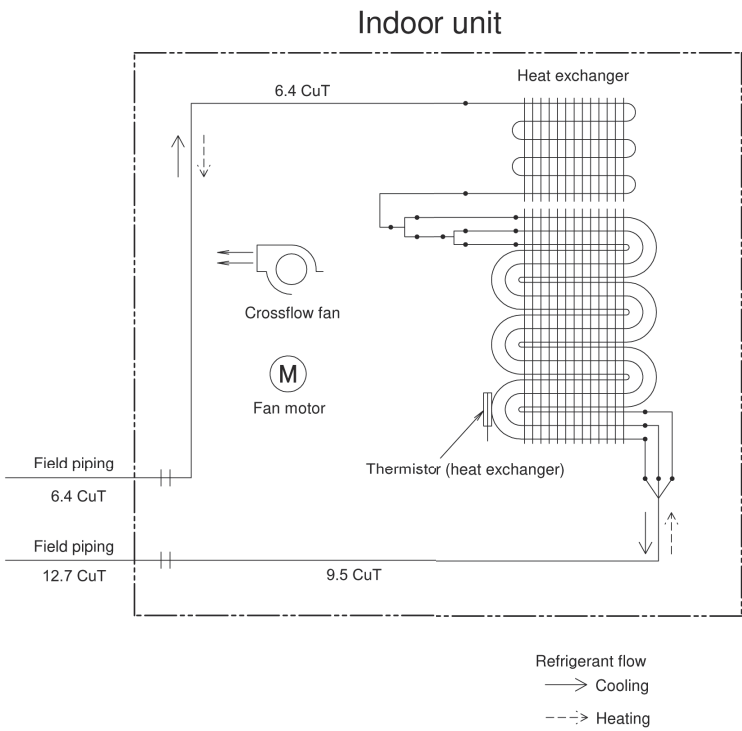 Indoor unit
Heat exchanger
6.4 CuT
Crossflow fan
M
Fan motor
Thermistor (heat exchanger)
Field piping
6.4 CuT
Field piping
12.7 CuT
9.5 CuT
Refrigerant flow
Cooling
Heating